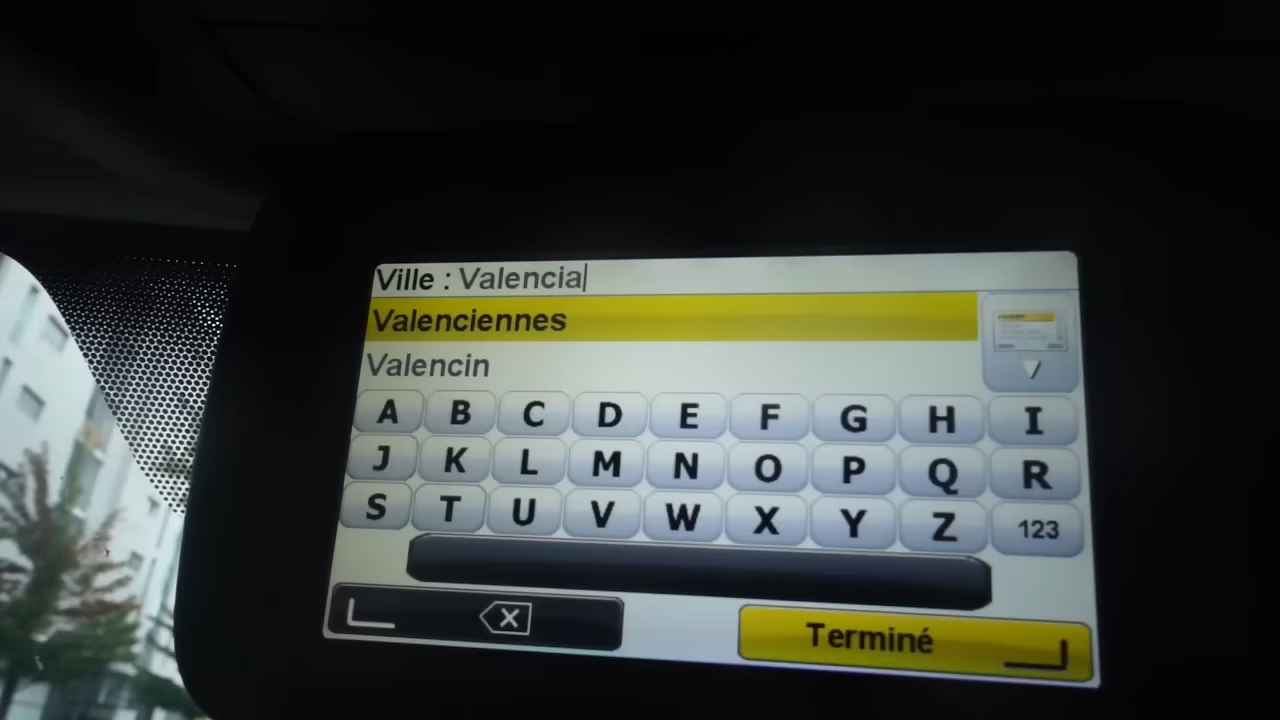 Ville : Valencia
Valenciennes
Valencin
A B C D E F G H I
J K L M N O P Q R
S T U V W X Y Z 123
Terminé